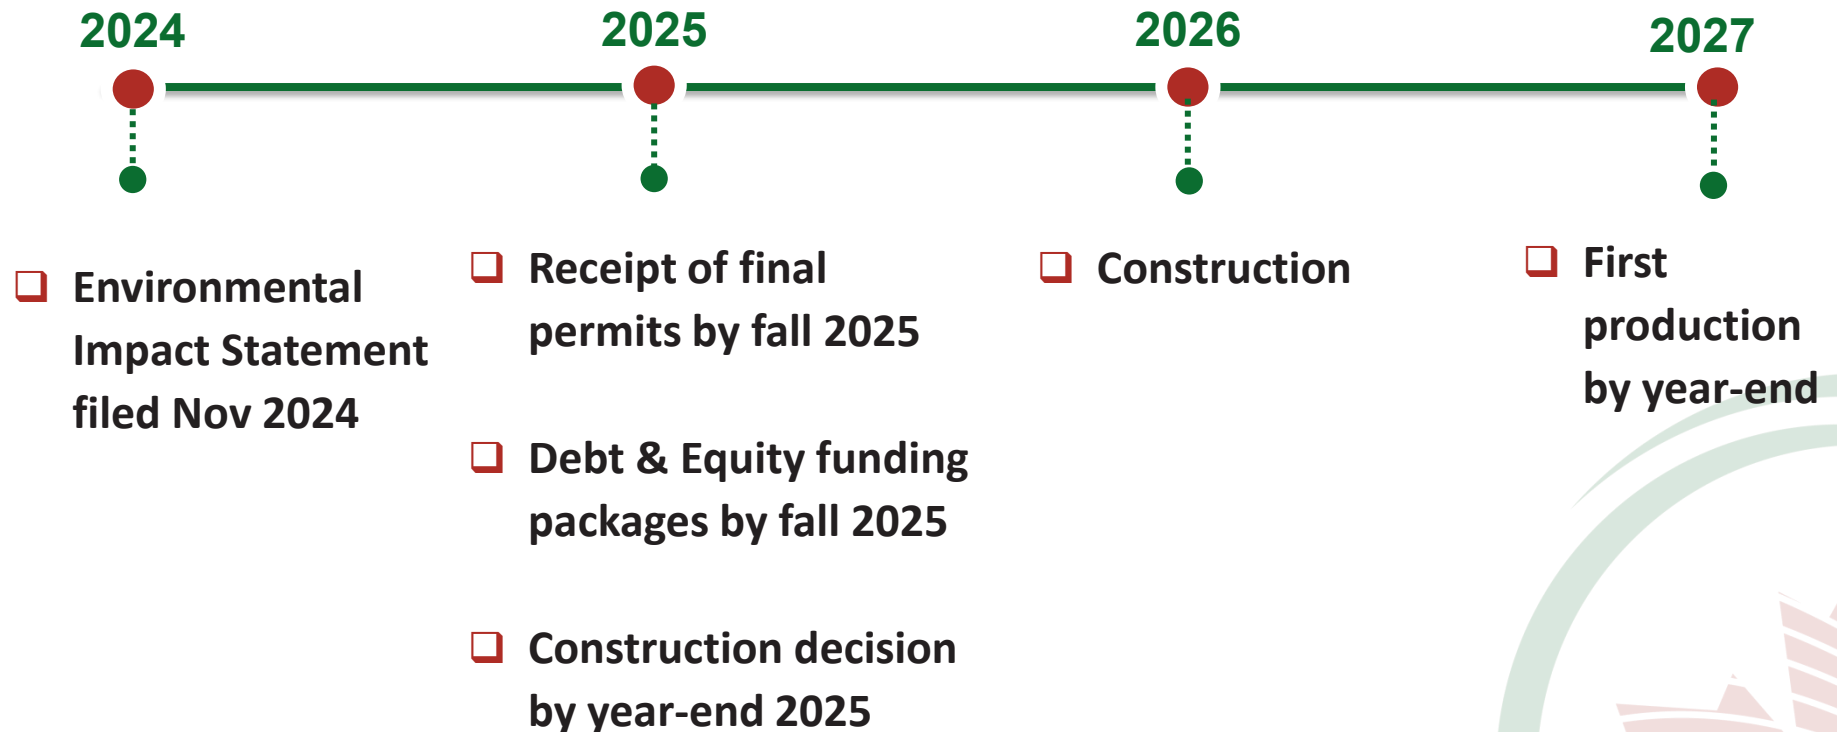 2024
2025
2026
2027
❑ Environmental
Impact Statement
filed Nov 2024
❑ Receipt of final
permits by fall 2025
❑ Debt & Equity funding
packages by fall 2025
❑ Construction decision
by year-end 2025
❑ Construction
❑ First
production
by year-end